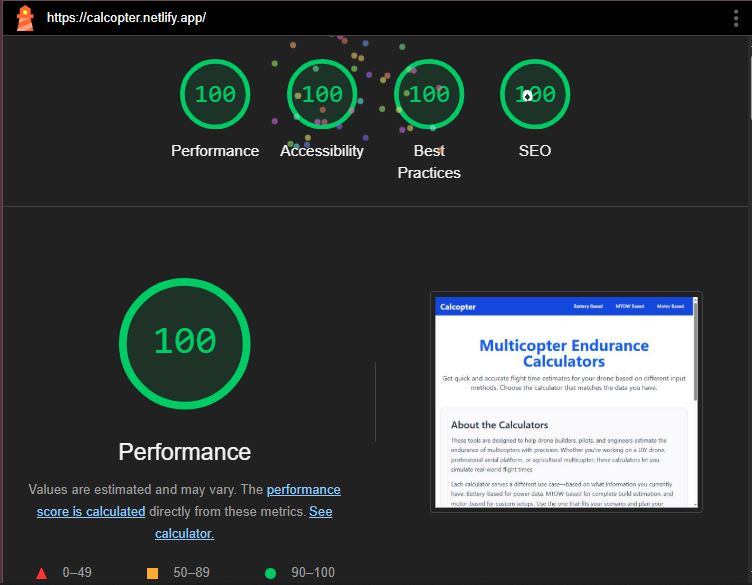 https://calcopter.netlify.app/
100 100 100 100
Performance Accessibility Best Practices SEO
100
Performance
Values are estimated and may vary. The performance
score is calculated directly from these metrics. See
calculator.
0–49 50–89 90–100
Calcopter Battery Based MTOW Based Motor Based
Multicopter Endurance
Calculators
Get quick and accurate flight time estimates for your drone based on different input
methods. Choose the calculator that matches the data you have.
About the Calculators
These tools are designed to help drone builders, pilots, and engineers estimate the
endurance of multicopters with precision. Whether you're working on a DIY drone,
professional aerial platform, or agricultural multicopter, these calculators let you
simulate real-world flight times
Each calculator serves a different use case—based on what information you currently
have. Battery-based for power data. MTOW-based for complete build estimation, and
motor-based for custom setups. Use the one that fits your scenario and plan your